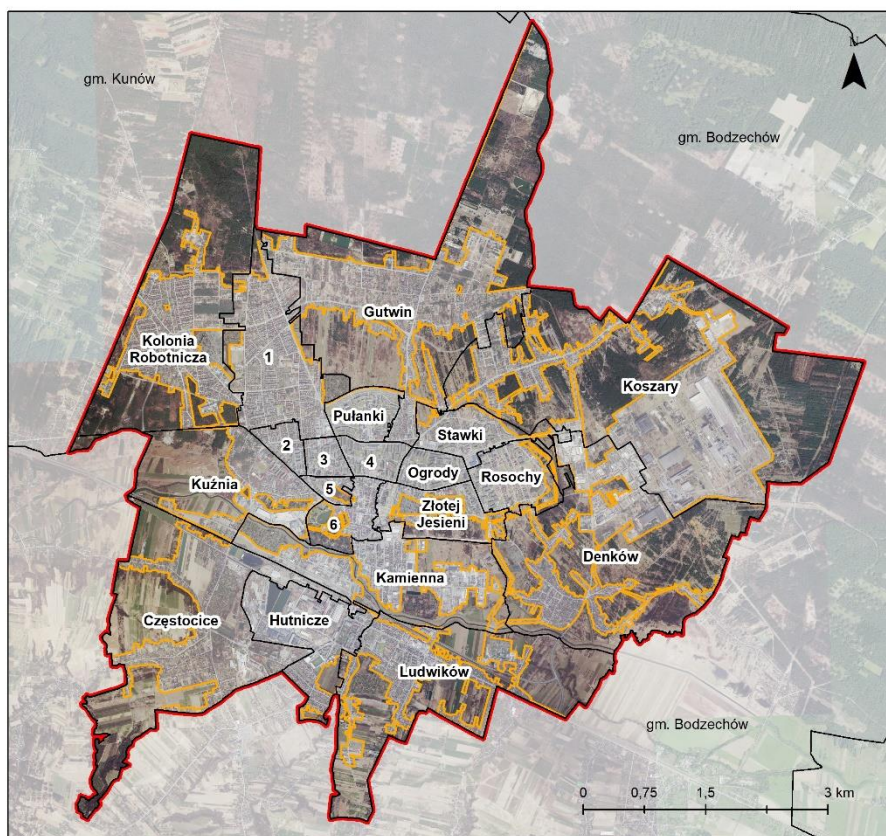 N
gm. Kunów
gm. Bodzechów
Gutwin
Kolonia
Robotnicza
1
Koszary
Pułanki
Stawki
2
3
4
Ogrody
Rosochy
Kuźnia
5
Złotej
Jesieni
6
Denków
Kamienna
Częstocice
Hutnicze
Ludwików
gm. Bodzechów
0
0,75
1,5
3 km